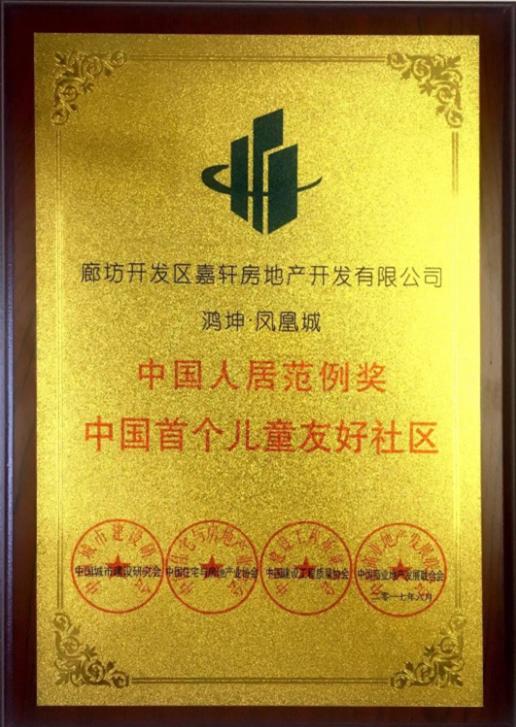 廊坊开发区嘉轩房地产开发有限公司
鸿坤·凤凰城
中国人居范例奖
中国首个儿童友好社区
中国城市建设研究会 中国住宅与房地产业协会 中国建设工程质量协会 中国商业地产发展联合会
二零一七年六月